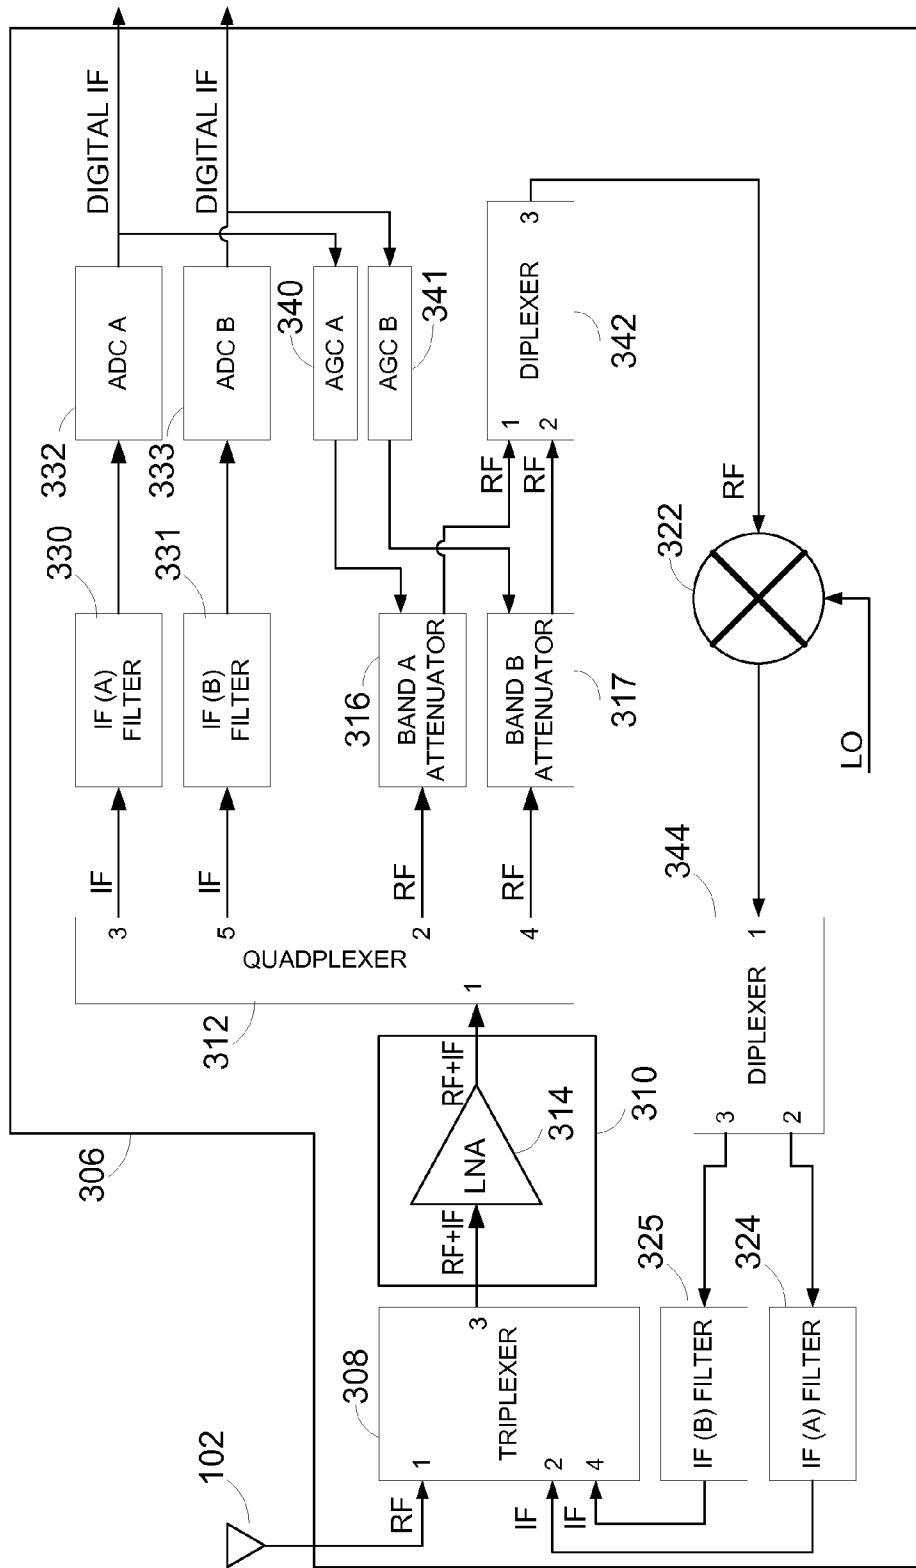 102
RF
1
308
TRIPLEXER
3
IF
2
IF
4
306
RF+IF
LNA
RF+IF
314
310
312
1
QUADPLEXER
3
5
2
4
IF
IF
RF
RF
IF (A)
FILTER
330
IF (B)
FILTER
331
332
ADC A
333
ADC B
DIGITAL IF
DIGITAL IF
340
AGC A
341
AGC B
316
BAND A
ATTENUATOR
317
BAND B
ATTENUATOR
RF
RF
1
2
DIPLEXER
3
342
RF
322
LO
344
DIPLEXER
1
3
2
325
IF (B) FILTER
324
IF (A) FILTER